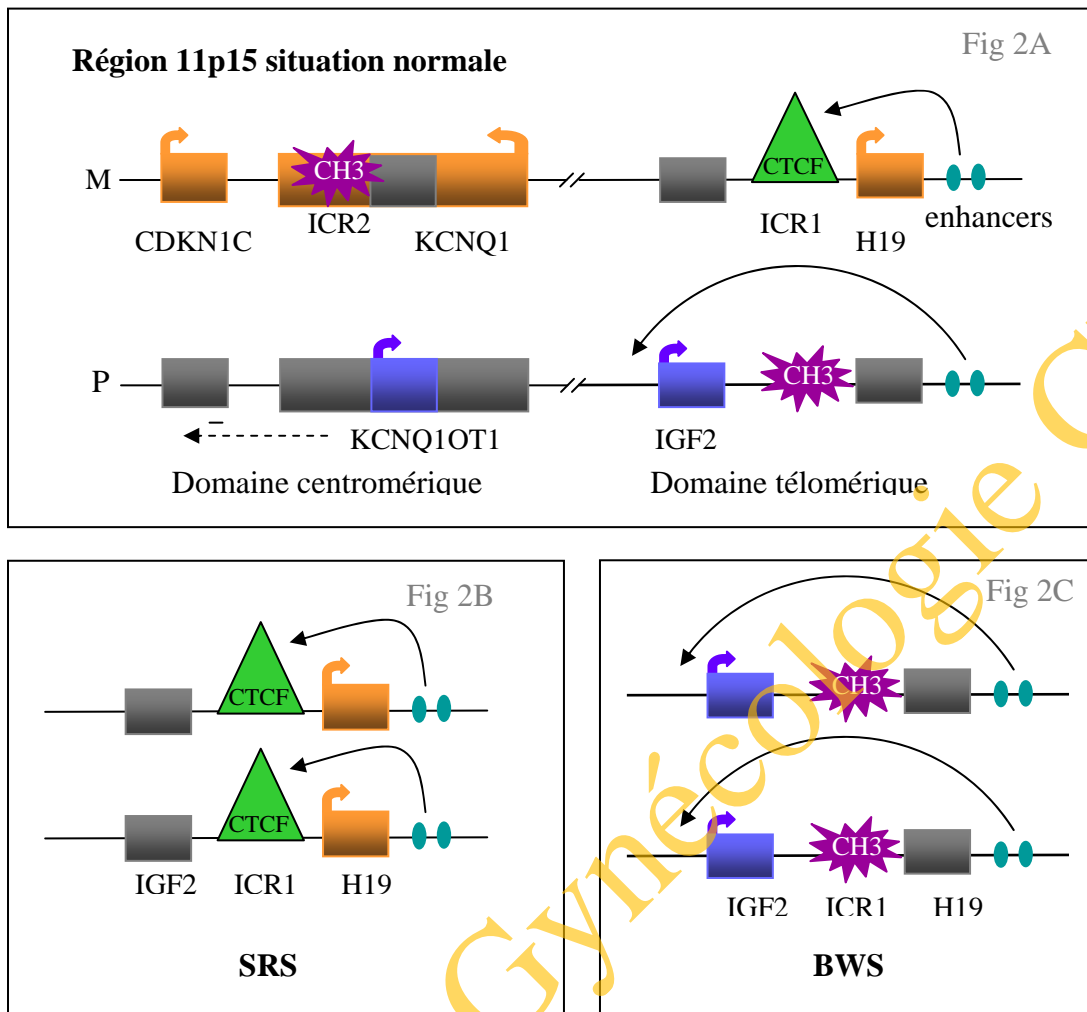 Fig 2A
Région 11p15 situation normale
M
CH3
CTCF
ICR2
ICR1
enhancers
CDKN1C
KCNQ1
H19
P
CH3
–
KCNQ1OT1
IGF2
Domaine centromérique
Domaine télomérique
Fig 2B
CTCF
CTCF
IGF2
ICR1
H19
SRS
Fig 2C
CH3
CH3
IGF2
ICR1
H19
BWS
Gynécologie